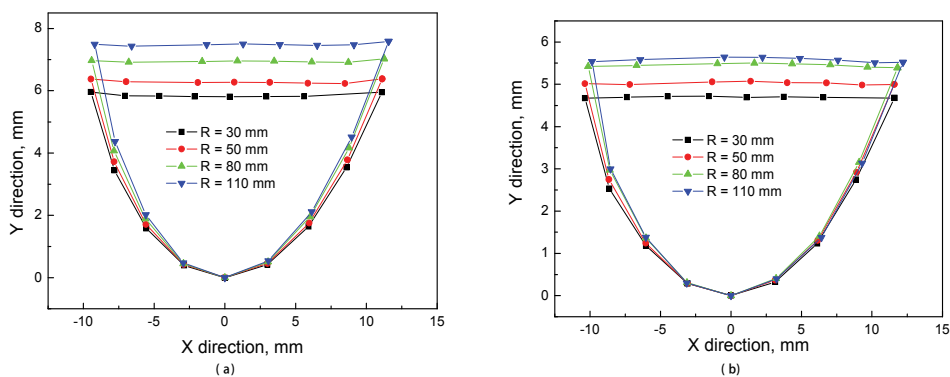 (a)
8
6
4
2
0
Y direction, mm
R = 30 mm
R = 50 mm
R = 80 mm
R = 110 mm
-10
-5
0
5
10
15
X direction, mm
( a)
(b)
6
5
4
3
2
1
0
Y direction, mm
R = 30 mm
R = 50 mm
R = 80 mm
R = 110 mm
-10
-5
0
5
10
15
X direction, mm
( b)